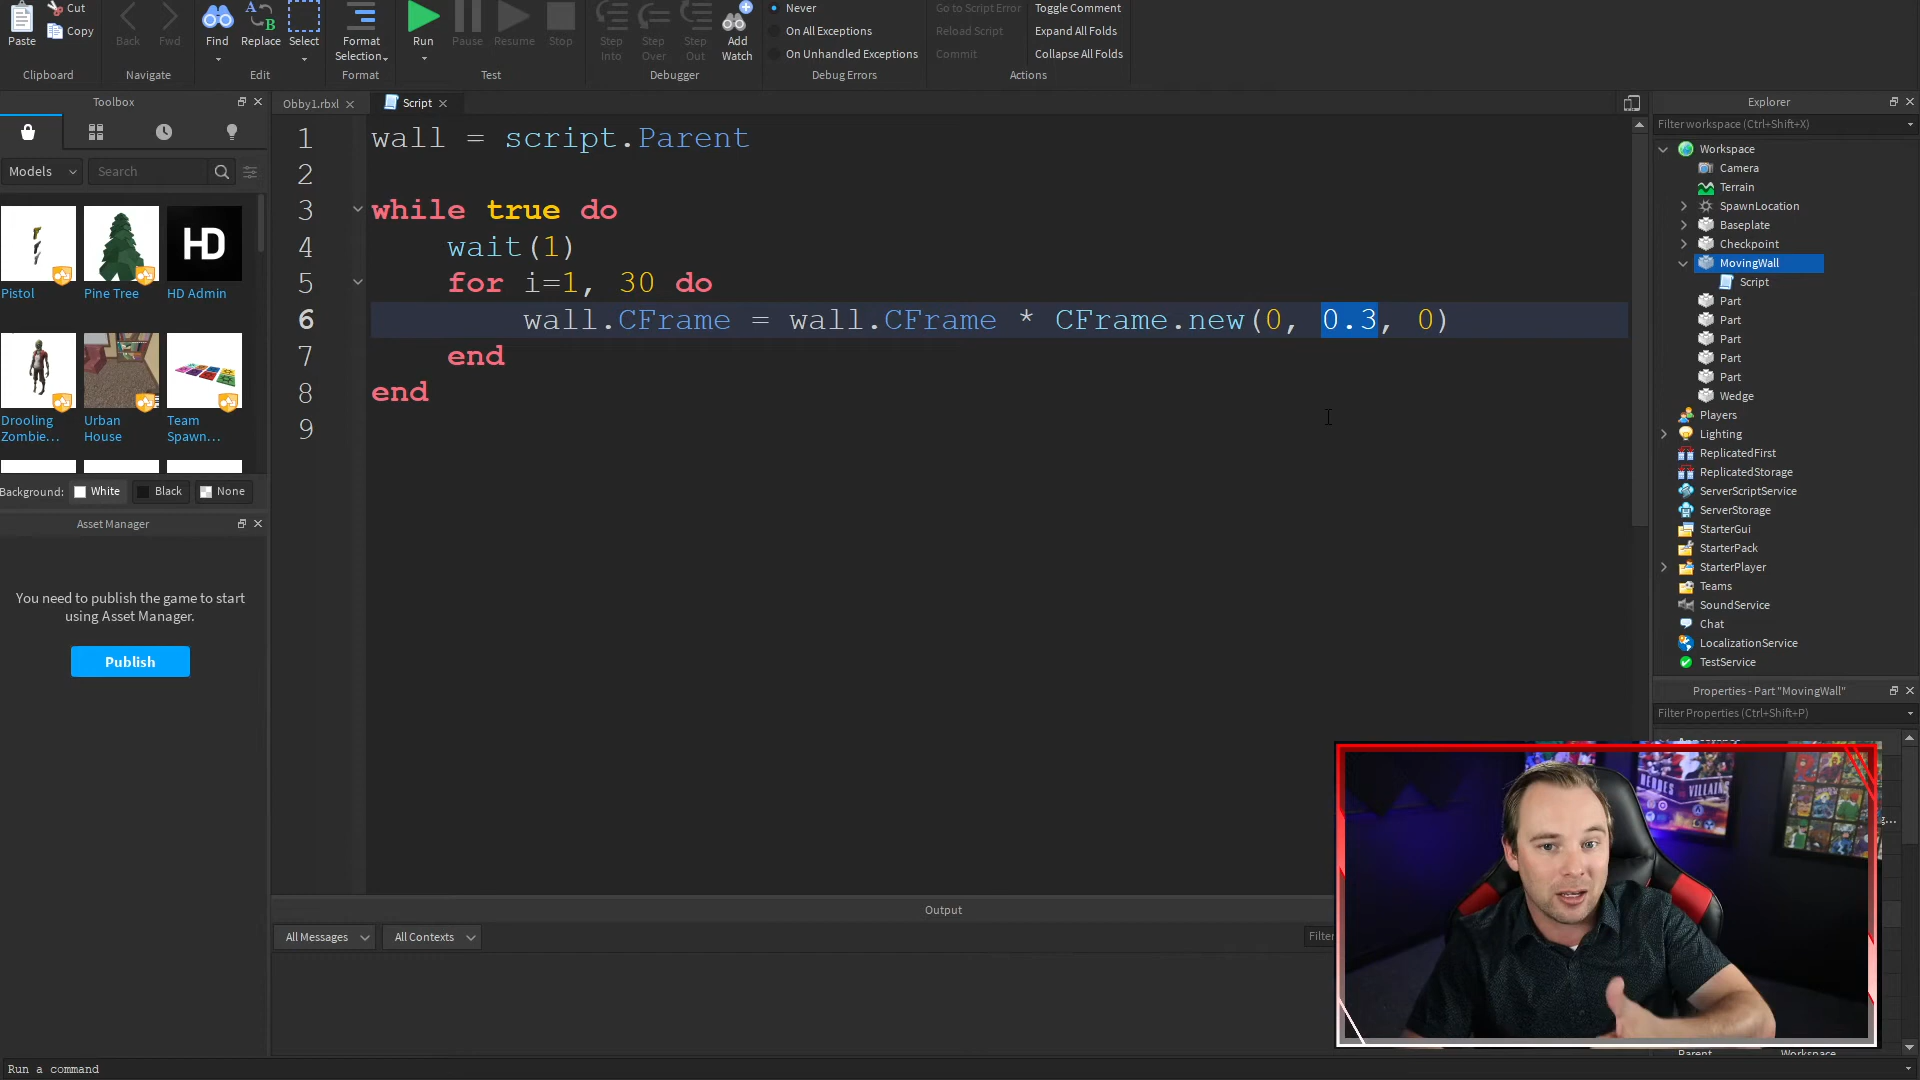 Paste
Cut
Copy
Clipboard
Back
Fwd
Navigate
Find
Replace
Select
Edit
Format
Selection
Format
Run
Pause
Resume
Stop
Test
Step
Into
Step
Over
Step
Out
Add
Watch
Debugger
Never
On All Exceptions
On Unhandled Exceptions
Debug Errors
Go to Script Error
Reload Script
Commit
Toggle Comment
Expand All Folds
Collapse All Folds
Actions
Toolbox
Models
Search
Pistol
Pine Tree
HD
HD Admin
Drooling
Zombie...
Urban
House
Team
Spawn...
Background:
White
Black
None
Asset Manager
You need to publish the game to start
using Asset Manager.
Publish
Obby1.rbxl
Script
1 wall = script.Parent
2
3 while true do
4 wait(1)
5 for i=1, 30 do
6 wall.CFrame = wall.CFrame * CFrame.new(0, 0.3, 0)
7 end
8 end
9
Output
All Messages
All Contexts
Filter
Explorer
Filter workspace (Ctrl+Shift+X)
Workspace
Camera
Terrain
SpawnLocation
Baseplate
Checkpoint
MovingWall
Script
Part
Part
Part
Part
Part
Wedge
Players
Lighting
ReplicatedFirst
ReplicatedStorage
ServerScriptService
ServerStorage
StarterGui
StarterPack
StarterPlayer
Teams
SoundService
Chat
LocalizationService
TestService
Properties - Part "MovingWall"
Filter Properties (Ctrl+Shift+P)
HEROES
VILLAINS
Run a command